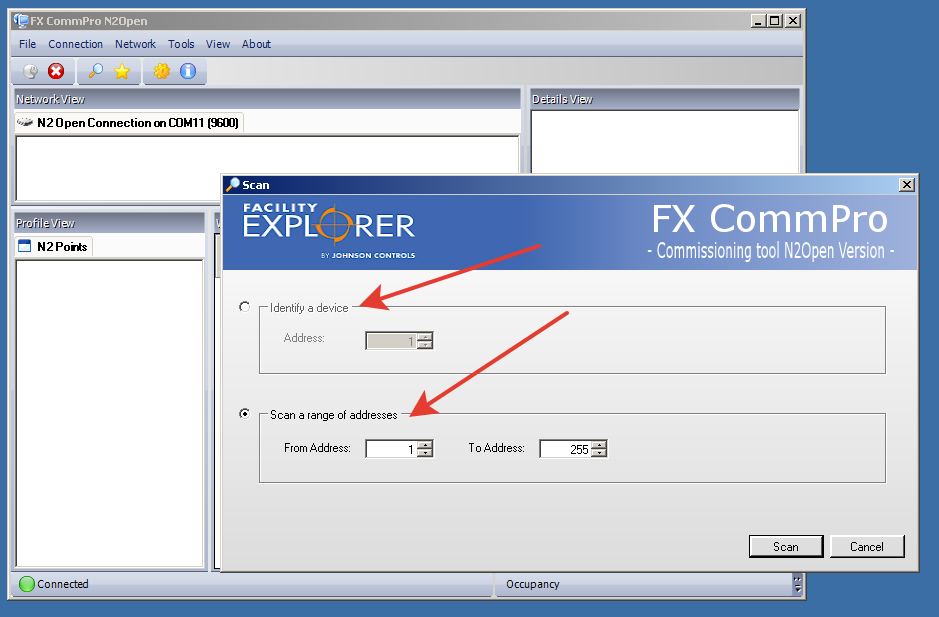 FX CommPro N2Open
File Connection Network Tools View About
Network View
Details View
N2 Open Connection on COM11 (9600)
Scan
FACILITY
EXPLORER
BY JOHNSON CONTROLS
FX CommPro
- Commissioning tool N2Open Version -
Profile View
N2 Points
Identify a device
Address: 1
Scan a range of addresses
From Address: 1 To Address: 255
Scan Cancel
Connected Occupancy